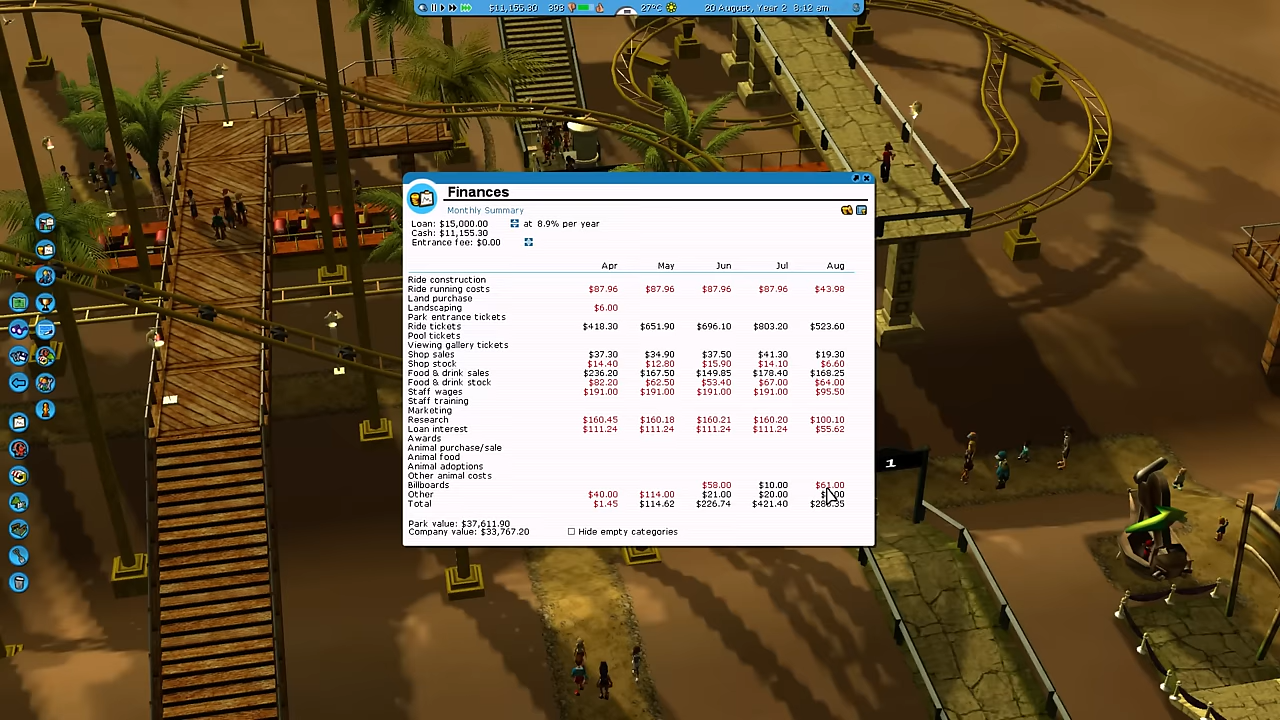 $11,155.30 393 27°C 20 August, Year 2 8:12 am
Finances
Monthly Summary
Loan: $15,000.00 at 8.9% per year
Cash: $11,155.30
Entrance fee: $0.00
Apr May Jun Jul Aug
Ride construction
Ride running costs $87.96 $87.96 $87.96 $87.96 $43.98
Land purchase
Landscaping $6.00
Park entrance tickets
Ride tickets $418.30 $651.90 $696.10 $803.20 $523.60
Pool tickets
Viewing gallery tickets
Shop sales $37.30 $34.90 $37.50 $41.30 $19.30
Shop stock $14.40 $12.80 $15.90 $14.10 $6.60
Food & drink sales $236.20 $167.50 $149.85 $178.40 $168.25
Food & drink stock $82.20 $62.50 $53.40 $67.00 $64.00
Staff wages $191.00 $191.00 $191.00 $191.00 $95.50
Staff training
Marketing
Research $160.45 $160.18 $160.21 $160.20 $100.10
Loan interest $111.24 $111.24 $111.24 $111.24 $55.62
Awards
Animal purchase/sale
Animal food
Animal adoptions
Other animal costs
Billboards $58.00 $10.00 $61.00
Other $40.00 $114.00 $21.00 $20.00
Total $1.45 $114.62 $226.74 $421.40
Park value: $37,611.90
Company value: $33,767.20 Hide empty categories
1